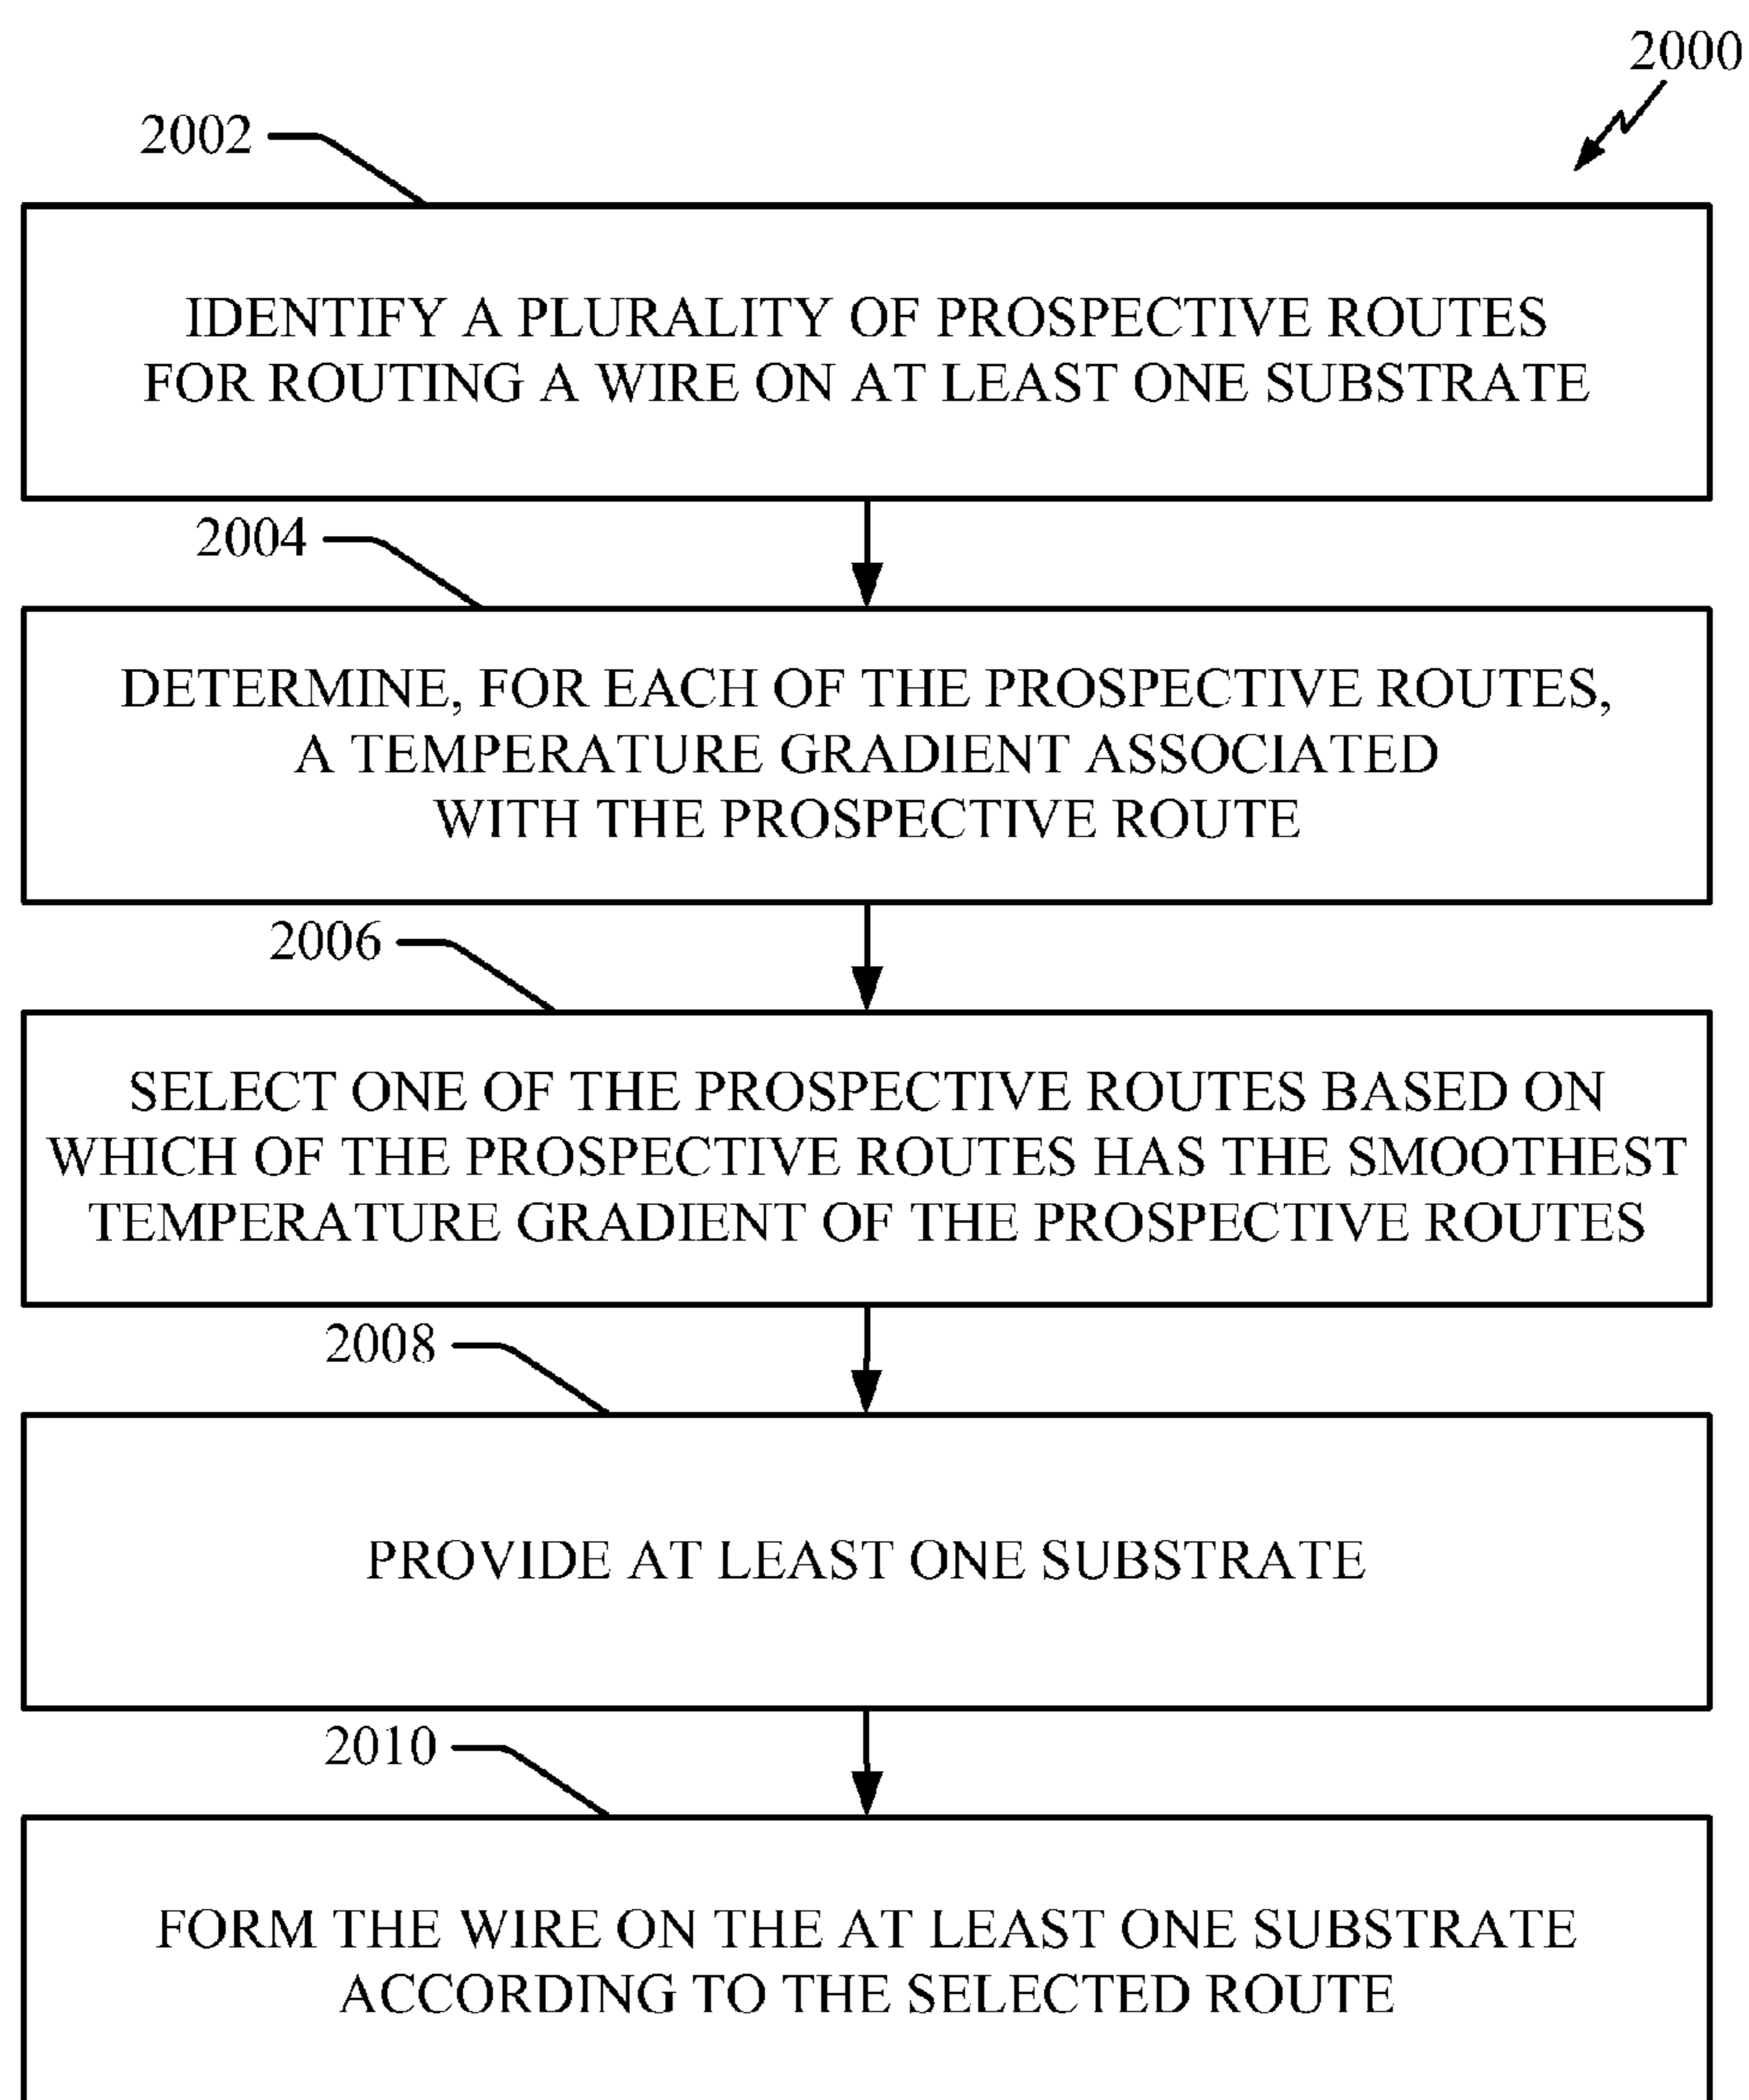 2000
2002
IDENTIFY A PLURALITY OF PROSPECTIVE ROUTES
FOR ROUTING A WIRE ON AT LEAST ONE SUBSTRATE
2004
DETERMINE, FOR EACH OF THE PROSPECTIVE ROUTES,
A TEMPERATURE GRADIENT ASSOCIATED
WITH THE PROSPECTIVE ROUTE
2006
SELECT ONE OF THE PROSPECTIVE ROUTES BASED ON
WHICH OF THE PROSPECTIVE ROUTES HAS THE SMOOTHEST
TEMPERATURE GRADIENT OF THE PROSPECTIVE ROUTES
2008
PROVIDE AT LEAST ONE SUBSTRATE
2010
FORM THE WIRE ON THE AT LEAST ONE SUBSTRATE
ACCORDING TO THE SELECTED ROUTE